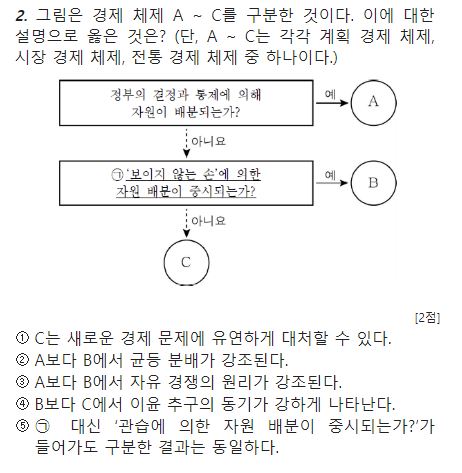 2. 그림은 경제 체제 A ~ C를 구분한 것이다. 이에 대한
설명으로 옳은 것은? (단, A ~ C는 각각 계획 경제 체제,
시장 경제 체제, 전통 경제 체제 중 하나이다.)
정부의 결정과 통제에 의해
자원이 배분되는가?
예
A
아니요
㉠ ‘보이지 않는 손’에 의한
자원 배분이 중시되는가?
예
B
아니요
C
[2점]
① C는 새로운 경제 문제에 유연하게 대처할 수 있다.
② A보다 B에서 균등 분배가 강조된다.
③ A보다 B에서 자유 경쟁의 원리가 강조된다.
④ B보다 C에서 이윤 추구의 동기가 강하게 나타난다.
⑤ ㉠ 대신 ‘관습에 의한 자원 배분이 중시되는가?’가
들어가도 구분한 결과는 동일하다.